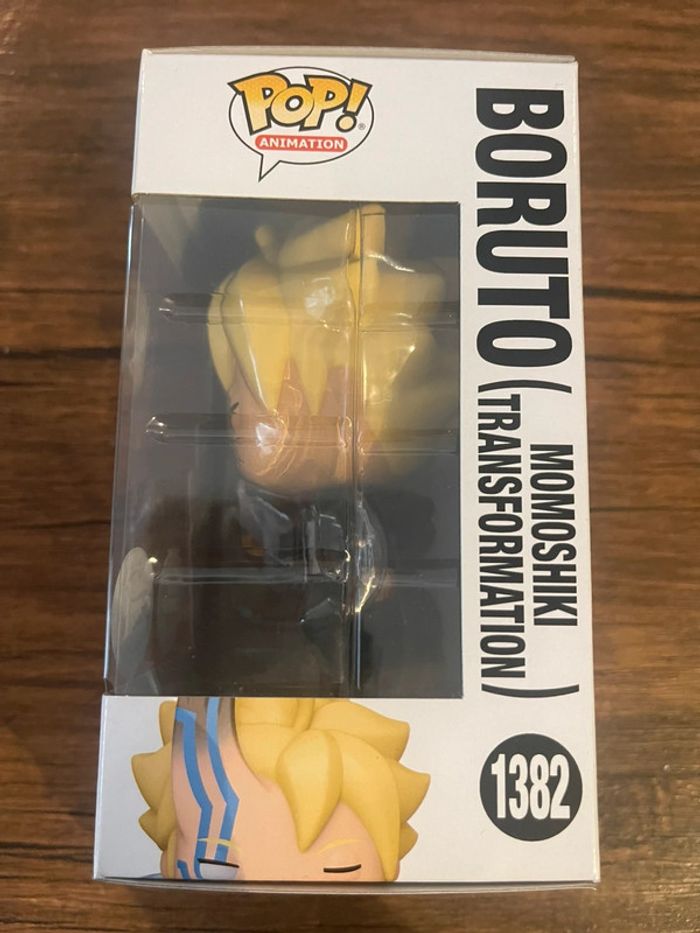 POP!
ANIMATION
BORUTO
(MOMOSHIKI
TRANSFORMATION)
1382